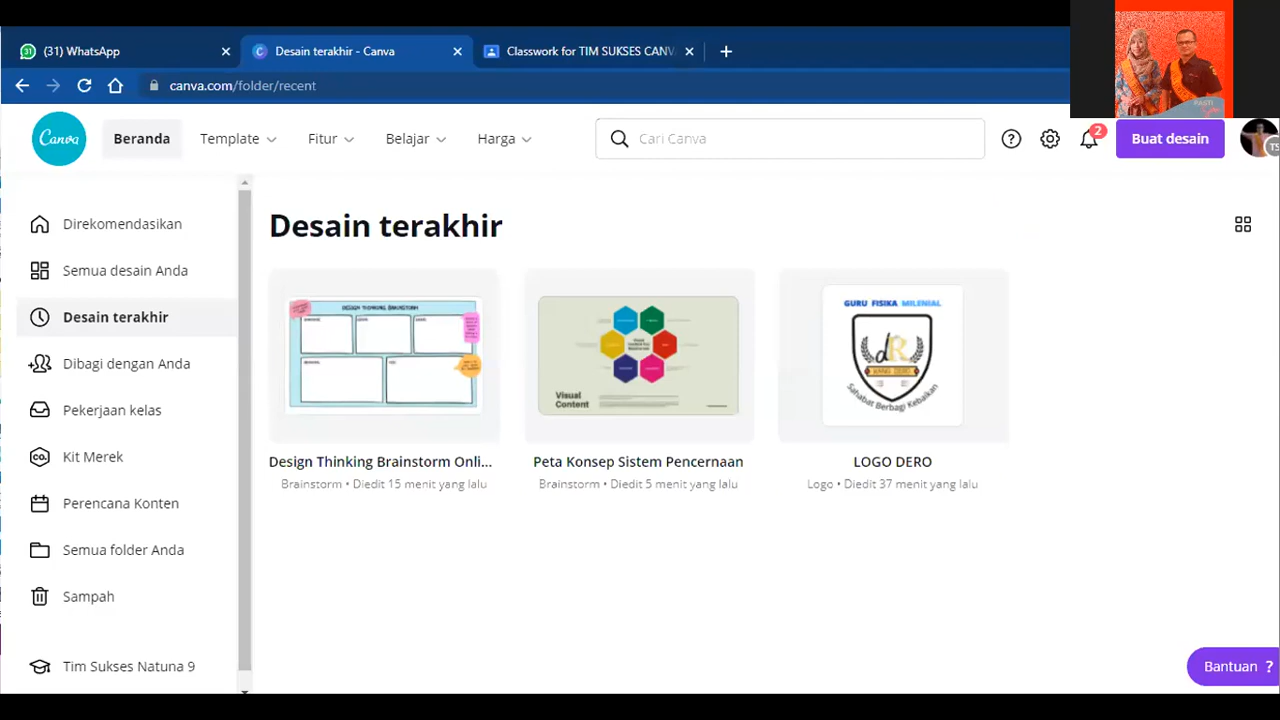 (31) WhatsApp
Desain terakhir - Canva
Classwork for TIM SUKSES CANV
canva.com/folder/recent
Canva
Beranda
Template
Fitur
Belajar
Harga
Cari Canva
2
Buat desain
TS
Direkomendasikan
Semua desain Anda
Desain terakhir
Dibagi dengan Anda
Pekerjaan kelas
Kit Merek
Perencana Konten
Semua folder Anda
Sampah
Tim Sukses Natuna 9
Desain terakhir
DESIGN THINKING BRAINSTORM
Design Thinking Brainstorm Onli...
Brainstorm • Diedit 15 menit yang lalu
Visual
Content
Peta Konsep Sistem Pencernaan
Brainstorm • Diedit 5 menit yang lalu
GURU FISIKA MILENIAL
dR
KANG DERO
Sahabat Berbagi Kebaikan
LOGO DERO
Logo • Diedit 37 menit yang lalu
Bantuan ?